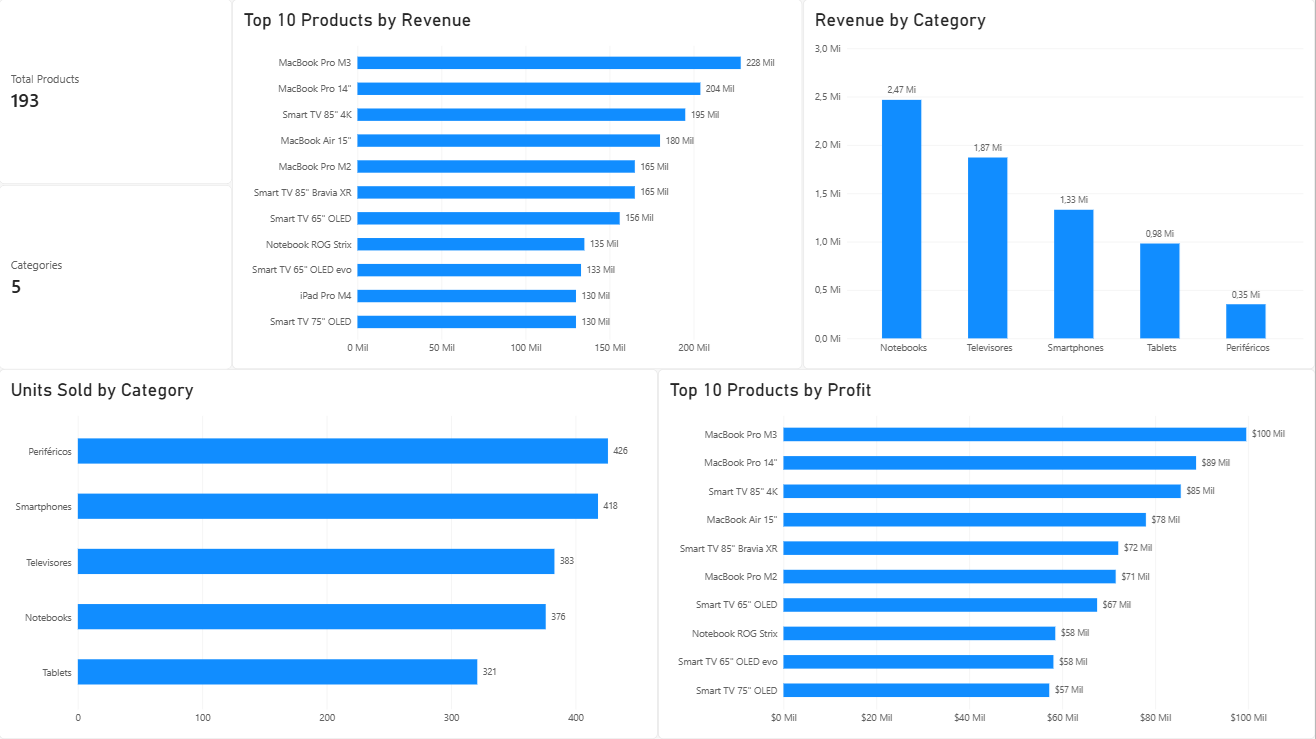 Total Products
193
Categories
5
Top 10 Products by Revenue
MacBook Pro M3 228 Mil
MacBook Pro 14" 204 Mil
Smart TV 85" 4K 195 Mil
MacBook Air 15" 180 Mil
MacBook Pro M2 165 Mil
Smart TV 85" Bravia XR 165 Mil
Smart TV 65" OLED 156 Mil
Notebook ROG Strix 135 Mil
Smart TV 65" OLED evo 133 Mil
iPad Pro M4 130 Mil
Smart TV 75" OLED 130 Mil
0 Mil 50 Mil 100 Mil 150 Mil 200 Mil
Revenue by Category
3,0 Mi
2,5 Mi
2,0 Mi
1,5 Mi
1,0 Mi
0,5 Mi
0,0 Mi
2,47 Mi
1,87 Mi
1,33 Mi
0,98 Mi
0,35 Mi
Notebooks Televisores Smartphones Tablets Periféricos
Units Sold by Category
Periféricos 426
Smartphones 418
Televisores 383
Notebooks 376
Tablets 321
0 100 200 300 400
Top 10 Products by Profit
MacBook Pro M3 $100 Mil
MacBook Pro 14" $89 Mil
Smart TV 85" 4K $85 Mil
MacBook Air 15" $78 Mil
Smart TV 85" Bravia XR $72 Mil
MacBook Pro M2 $71 Mil
Smart TV 65" OLED $67 Mil
Notebook ROG Strix $58 Mil
Smart TV 65" OLED evo $58 Mil
Smart TV 75" OLED $57 Mil
$0 Mil $20 Mil $40 Mil $60 Mil $80 Mil $100 Mil